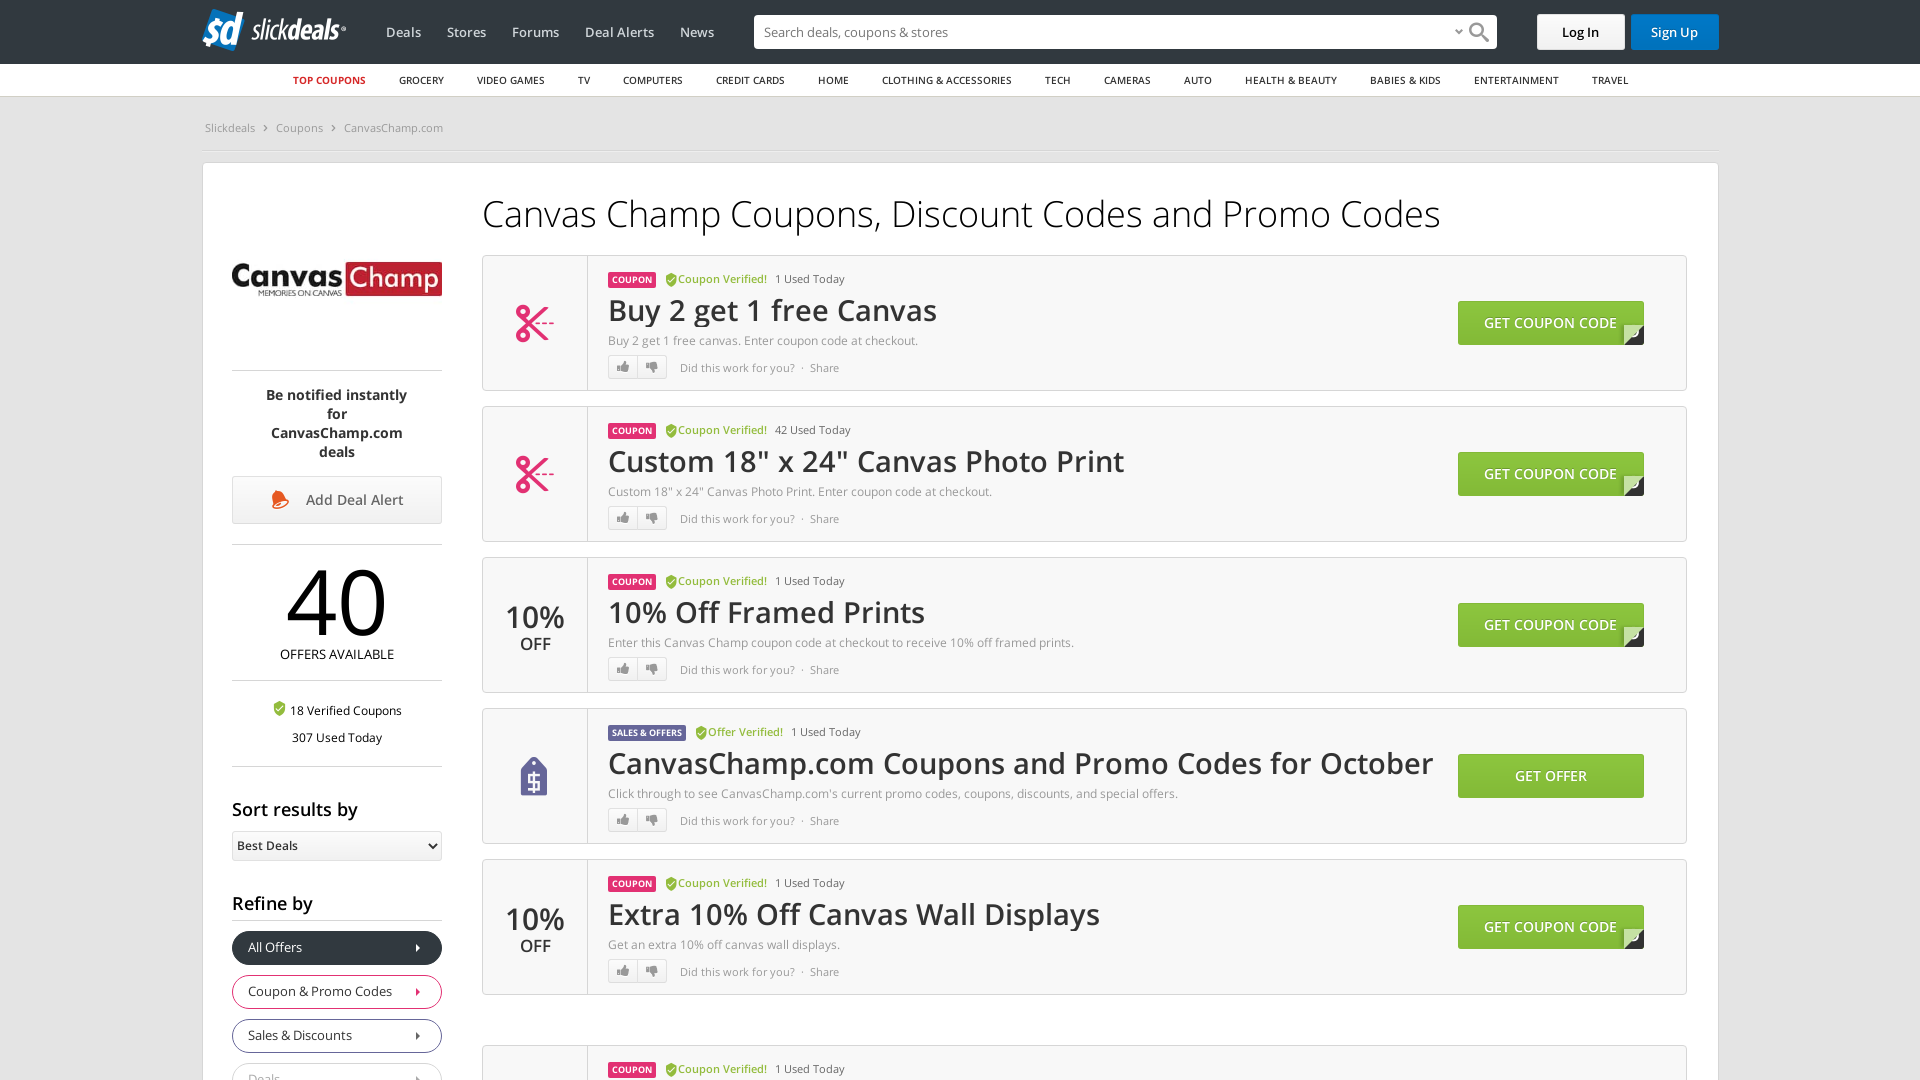 sd slickdeals
Deals Stores Forums Deal Alerts News
Search deals, coupons & stores
Log In
Sign Up
TOP COUPONS GROCERY VIDEO GAMES TV COMPUTERS CREDIT CARDS HOME CLOTHING & ACCESSORIES TECH CAMERAS AUTO HEALTH & BEAUTY BABIES & KIDS ENTERTAINMENT TRAVEL
Slickdeals > Coupons > CanvasChamp.com
Canvas Champ Coupons, Discount Codes and Promo Codes
Canvas Champ
MEMORIES ON CANVAS
Be notified instantly
for
CanvasChamp.com
deals
Add Deal Alert
40
OFFERS AVAILABLE
18 Verified Coupons
307 Used Today
Sort results by
Best Deals
Refine by
All Offers
Coupon & Promo Codes
Sales & Discounts
Deals
COUPON Coupon Verified! 1 Used Today
Buy 2 get 1 free Canvas
Buy 2 get 1 free canvas. Enter coupon code at checkout.
Did this work for you? · Share
GET COUPON CODE
COUPON Coupon Verified! 42 Used Today
Custom 18" x 24" Canvas Photo Print
Custom 18" x 24" Canvas Photo Print. Enter coupon code at checkout.
Did this work for you? · Share
GET COUPON CODE
10%
OFF
COUPON Coupon Verified! 1 Used Today
10% Off Framed Prints
Enter this Canvas Champ coupon code at checkout to receive 10% off framed prints.
Did this work for you? · Share
GET COUPON CODE
SALES & OFFERS Offer Verified! 1 Used Today
CanvasChamp.com Coupons and Promo Codes for October
Click through to see CanvasChamp.com's current promo codes, coupons, discounts, and special offers.
Did this work for you? · Share
GET OFFER
10%
OFF
COUPON Coupon Verified! 1 Used Today
Extra 10% Off Canvas Wall Displays
Get an extra 10% off canvas wall displays.
Did this work for you? · Share
GET COUPON CODE
COUPON Coupon Verified! 1 Used Today